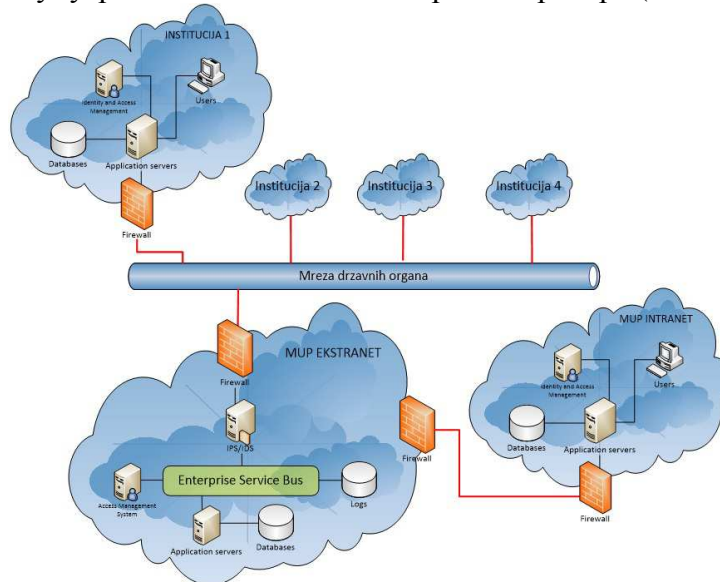 INSTITUCIJA 1
Identity and Access
Management
Users
Databases
Application servers
Firewall
Institucija 2
Institucija 3
Institucija 4
Mreza drzavnih organa
MUP EKSTRANET
Firewall
IPS/IDS
Enterprise Service Bus
Access Management
System
Logs
Application servers
Databases
Firewall
MUP INTRANET
Identity and Access
Management
Users
Databases
Application servers
Firewall